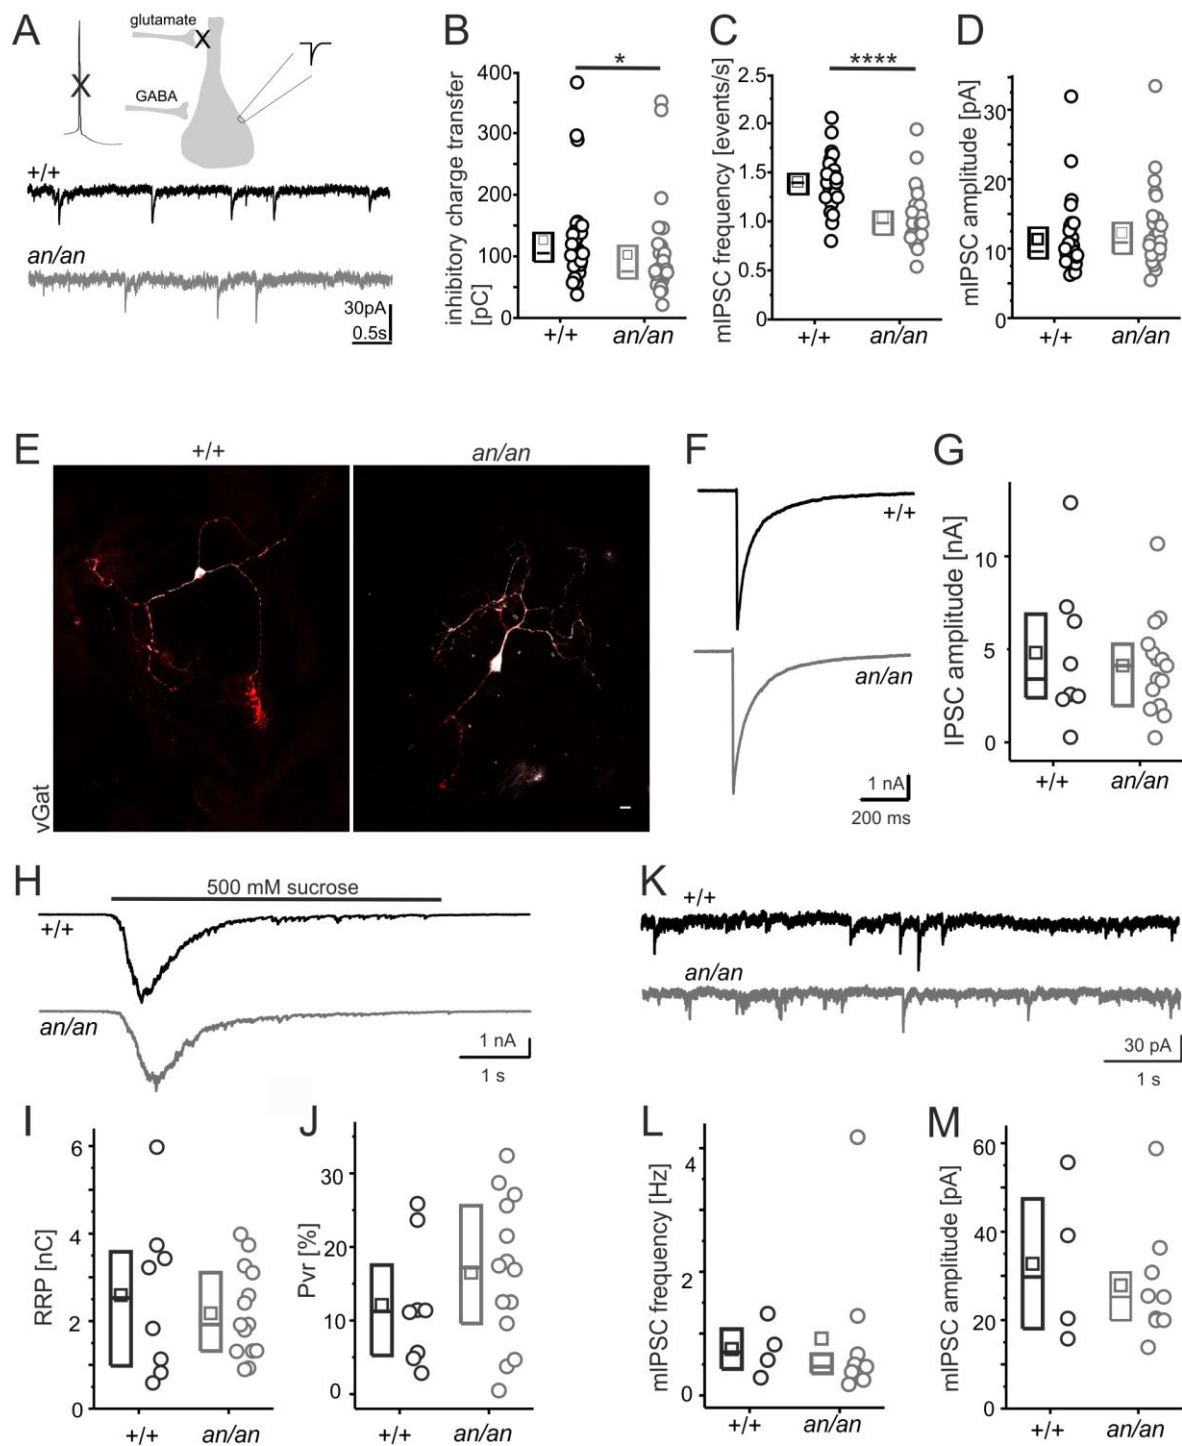 A
glutamate
X
X
GABA
+/+
an/an
30pA
0.5s
B
inhibitory charge transfer
[pC]
*
400
300
200
100
0
+/+
an/an
C
mIPSC frequency [events/s]
****
2.5
2.0
1.5
1.0
0.5
0
+/+
an/an
D
mIPSC amplitude [pA]
30
20
10
0
+/+
an/an
E
+/+
an/an
vGat
F
+/+
an/an
1 nA
200 ms
G
IPSC amplitude [nA]
10
5
0
+/+
an/an
H
500 mM sucrose
+/+
an/an
1 nA
1 s
K
+/+
an/an
30 pA
1 s
I
RRP [nC]
6
4
2
0
+/+
an/an
J
Pvr [%]
30
20
10
0
+/+
an/an
L
mIPSC frequency [Hz]
4
2
0
+/+
an/an
M
mIPSC amplitude [pA]
60
40
20
0
+/+
an/an